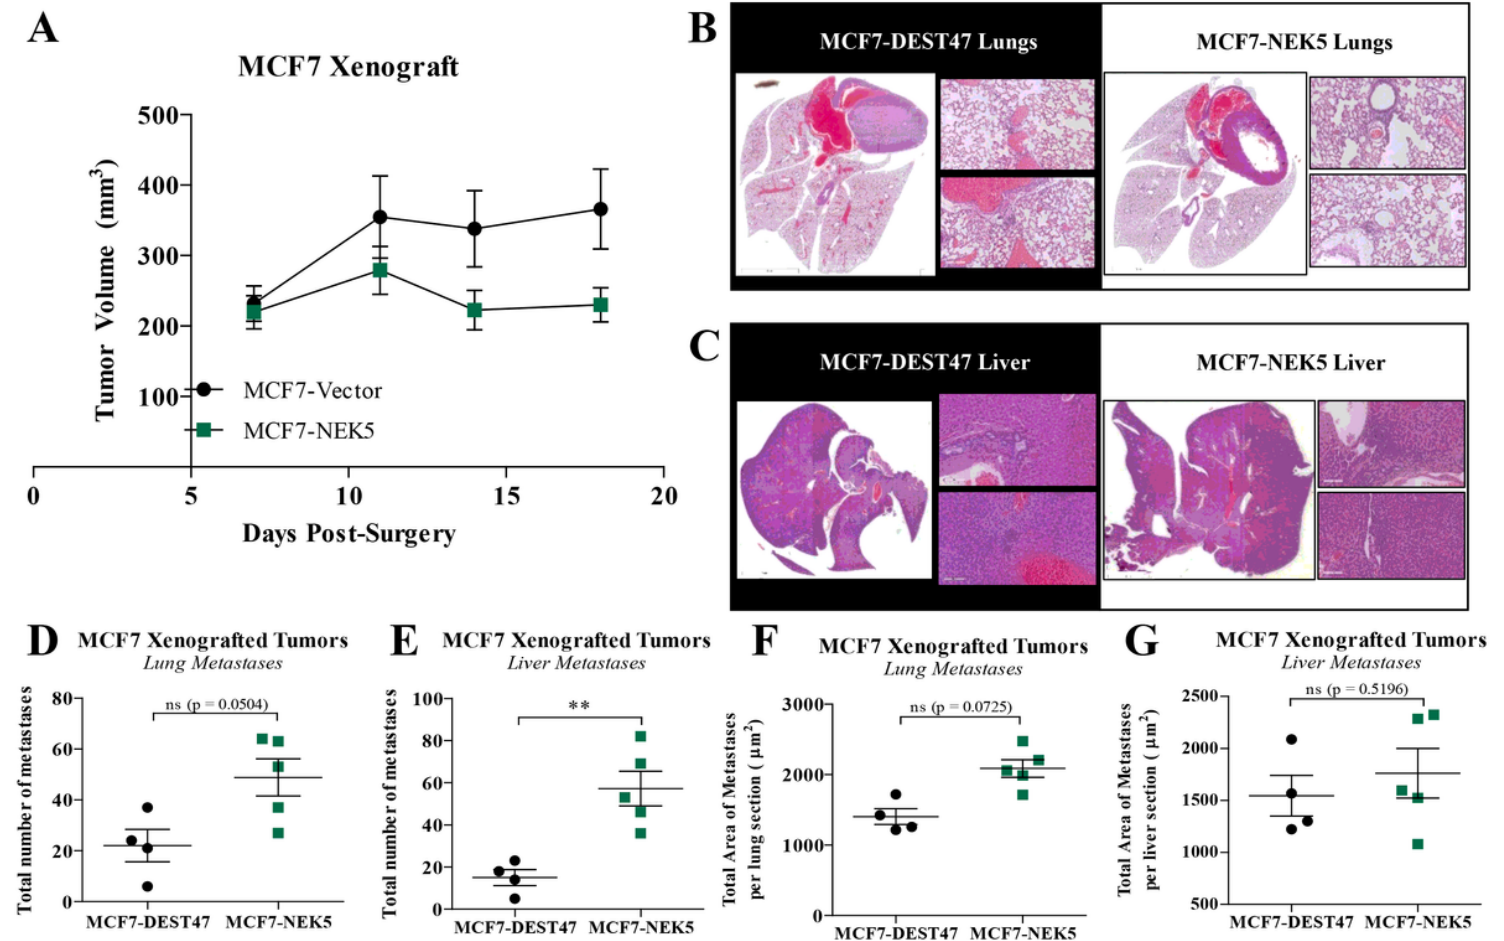 A
MCF7 Xenograft
500
400
300
200
100
Tumor Volume (mm³)
MCF7-Vector
MCF7-NEK5
0
5
10
15
20
Days Post-Surgery
B
MCF7-DEST47 Lungs
MCF7-NEK5 Lungs
C
MCF7-DEST47 Liver
MCF7-NEK5 Liver
D
MCF7 Xenografted Tumors
Lung Metastases
ns (p = 0.0504)
Total number of metastases
80
60
40
20
0
MCF7-DEST47
MCF7-NEK5
E
MCF7 Xenografted Tumors
Liver Metastases
**
Total number of metastases
100
80
60
40
20
0
MCF7-DEST47
MCF7-NEK5
F
MCF7 Xenografted Tumors
Lung Metastases
ns (p = 0.0725)
Total Area of Metastases
per lung section ( µm²)
3000
2000
1000
0
MCF7-DEST47
MCF7-NEK5
G
MCF7 Xenografted Tumors
Liver Metastases
ns (p = 0.5196)
Total Area of Metastases
per liver section ( µm²)
2500
2000
1500
1000
500
MCF7-DEST47
MCF7-NEK5